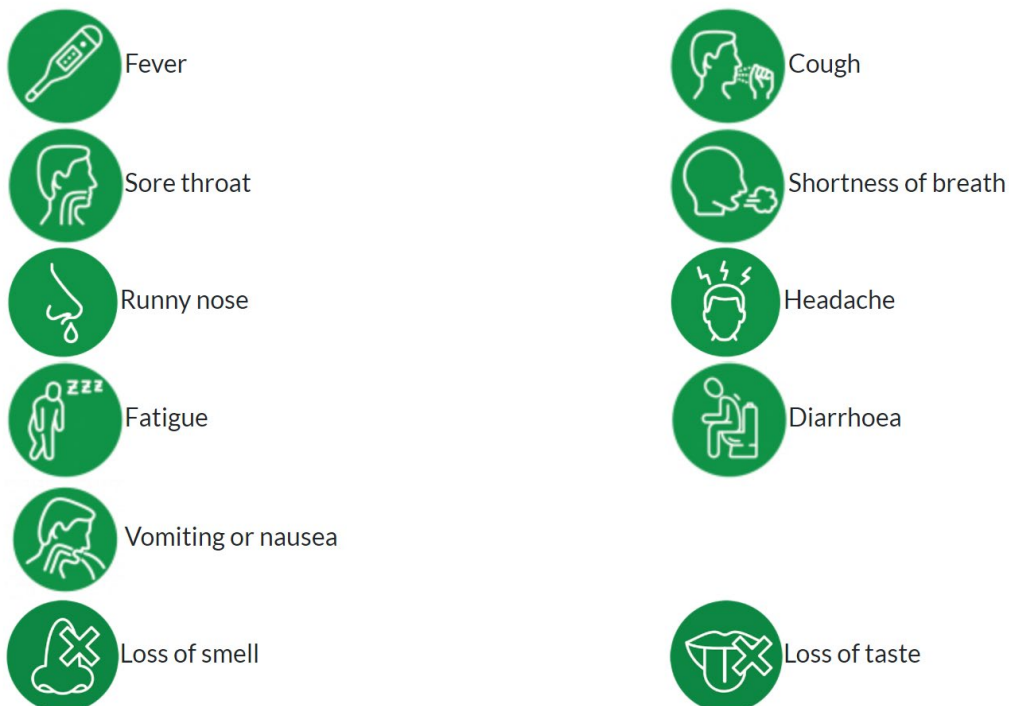 Fever
Cough
Sore throat
Shortness of breath
Runny nose
Headache
zzz
Fatigue
Diarrhoea
Vomiting or nausea
Loss of smell
Loss of taste